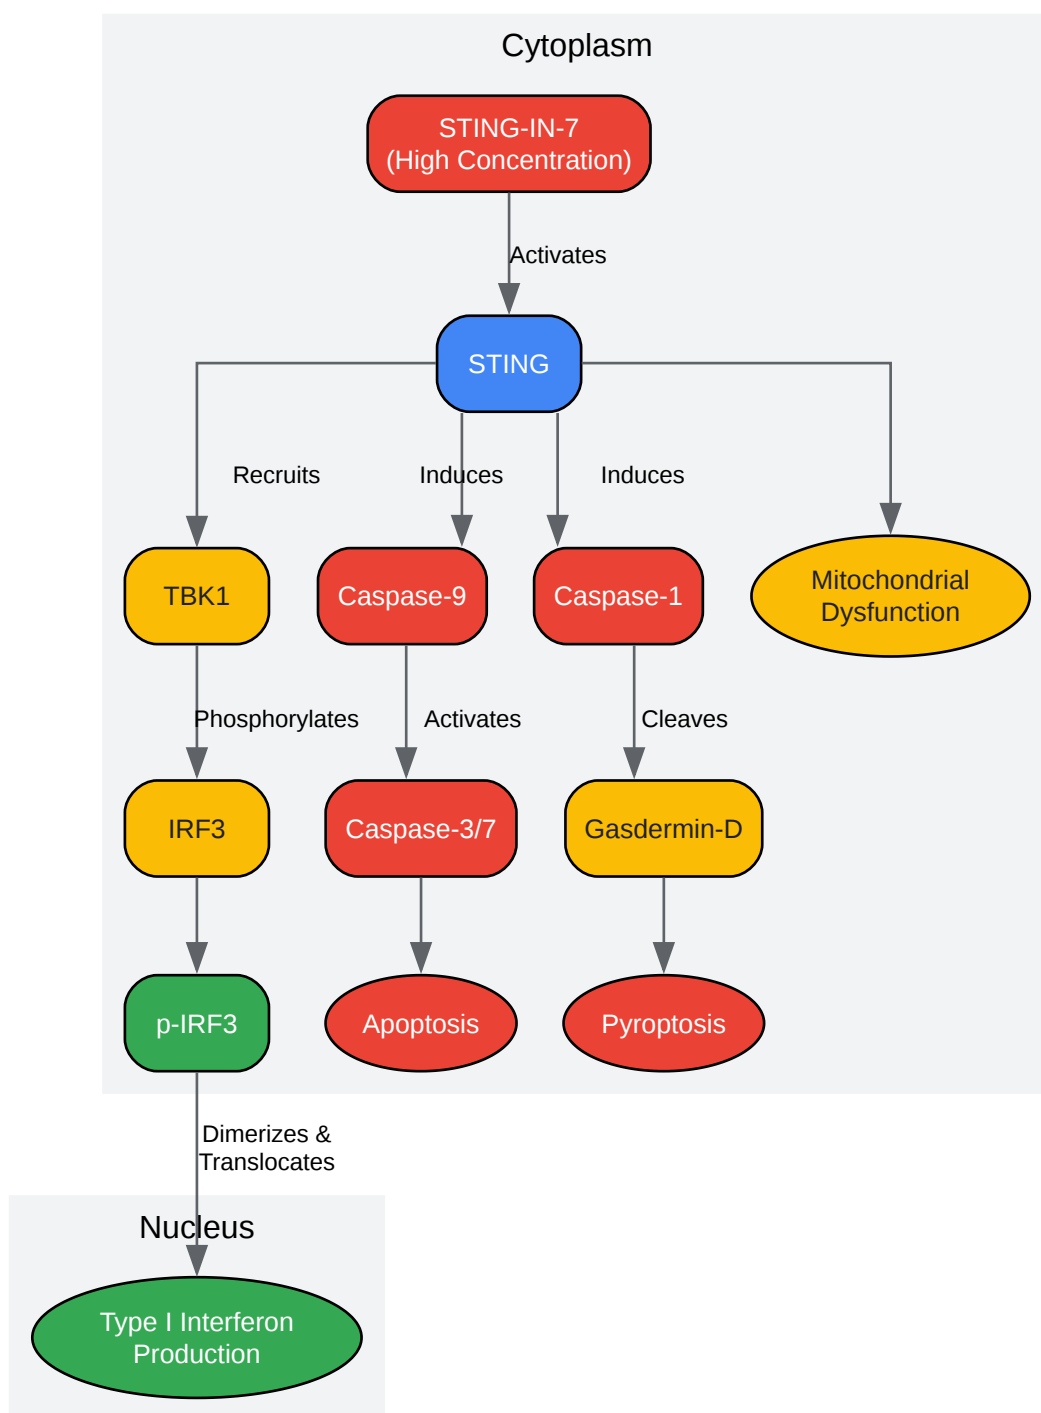 Cytoplasm
STING-IN-7
(High Concentration)
Activates
STING
Recruits
Induces
Induces
TBK1
Caspase-9
Caspase-1
Mitochondrial
Dysfunction
Phosphorylates
Activates
Cleaves
IRF3
Caspase-3/7
Gasdermin-D
p-IRF3
Apoptosis
Pyroptosis
Dimerizes &
Translocates
Nucleus
Type I Interferon
Production